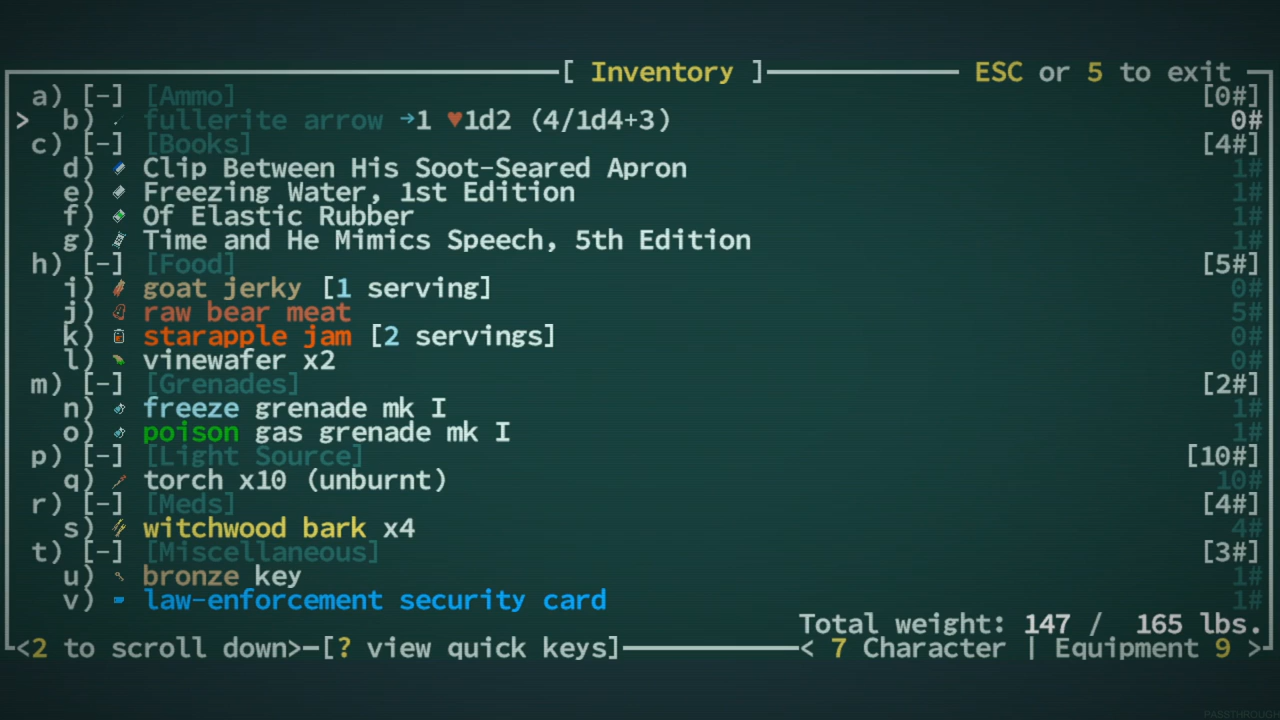 [ Inventory ] ESC or 5 to exit
a) [-] [Ammo] [0#]
> b) fullerite arrow →1 ♥1d2 (4/1d4+3) 0#
c) [-] [Books] [4#]
d) Clip Between His Soot-Seared Apron 1#
e) Freezing Water, 1st Edition 1#
f) Of Elastic Rubber 1#
g) Time and He Mimics Speech, 5th Edition 1#
h) [-] [Food] [5#]
i) goat jerky [1 serving] 0#
j) raw bear meat 5#
k) starapple jam [2 servings] 0#
l) vinewafer x2 0#
m) [-] [Grenades] [2#]
n) freeze grenade mk I 1#
o) poison gas grenade mk I 1#
p) [-] [Light Source] [10#]
q) torch x10 (unburnt) 10#
r) [-] [Meds] [4#]
s) witchwood bark x4 4#
t) [-] [Miscellaneous] [3#]
u) bronze key 1#
v) law-enforcement security card 1#
Total weight: 147 / 165 lbs.
<2 to scroll down> [? view quick keys] < 7 Character | Equipment 9 >